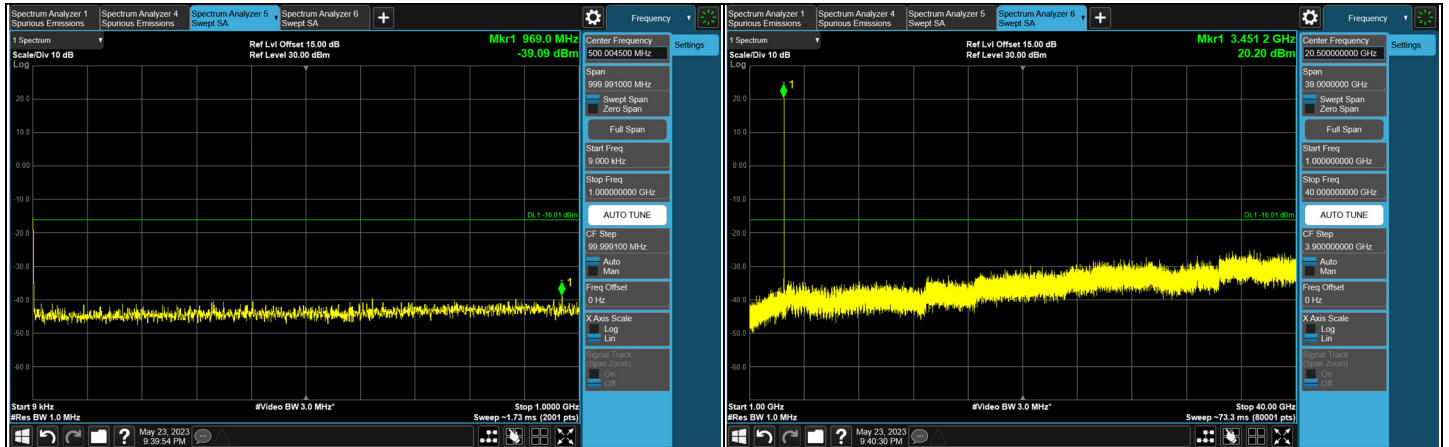 Spectrum Analyzer 1
Spurious Emissions
Spectrum Analyzer 4
Spurious Emissions
Spectrum Analyzer 5
Swept SA
Spectrum Analyzer 6
Swept SA
+
Frequency
1 Spectrum
Scale/Div 10 dB
Log
Ref Lvl Offset 15.00 dB
Ref Level 30.00 dBm
Mkr1 969.0 MHz
-39.09 dBm
20.0
10.0
0.00
-10.0
-20.0
-30.0
-40.0
-50.0
-60.0
DL1 -16.01 dBm
1
Start 9 kHz
#Res BW 1.0 MHz
#Video BW 3.0 MHz*
Stop 1.0000 GHz
Sweep ~1.73 ms (2001 pts)
Center Frequency
500.004500 MHz
Settings
Span
999.991000 MHz
Swept Span
Zero Span
Full Span
Start Freq
9.000 kHz
Stop Freq
1.000000000 GHz
AUTO TUNE
CF Step
99.999100 MHz
Auto
Man
Freq Offset
0 Hz
X Axis Scale
Log
Lin
Signal Track
(Span Zoom)
On
Off
?
May 23, 2023
9:39:54 PM
Spectrum Analyzer 1
Spurious Emissions
Spectrum Analyzer 4
Spurious Emissions
Spectrum Analyzer 5
Swept SA
Spectrum Analyzer 6
Swept SA
+
Frequency
1 Spectrum
Scale/Div 10 dB
Log
Ref Lvl Offset 15.00 dB
Ref Level 30.00 dBm
Mkr1 3.451 2 GHz
20.20 dBm
20.0
10.0
0.00
-10.0
-20.0
-30.0
-40.0
-50.0
-60.0
DL1 -16.01 dBm
1
Start 1.00 GHz
#Res BW 1.0 MHz
#Video BW 3.0 MHz*
Stop 40.00 GHz
Sweep ~73.3 ms (80001 pts)
Center Frequency
20.500000000 GHz
Settings
Span
39.0000000 GHz
Swept Span
Zero Span
Full Span
Start Freq
1.000000000 GHz
Stop Freq
40.000000000 GHz
AUTO TUNE
CF Step
3.900000000 GHz
Auto
Man
Freq Offset
0 Hz
X Axis Scale
Log
Lin
Signal Track
(Span Zoom)
On
Off
?
May 23, 2023
9:40:30 PM